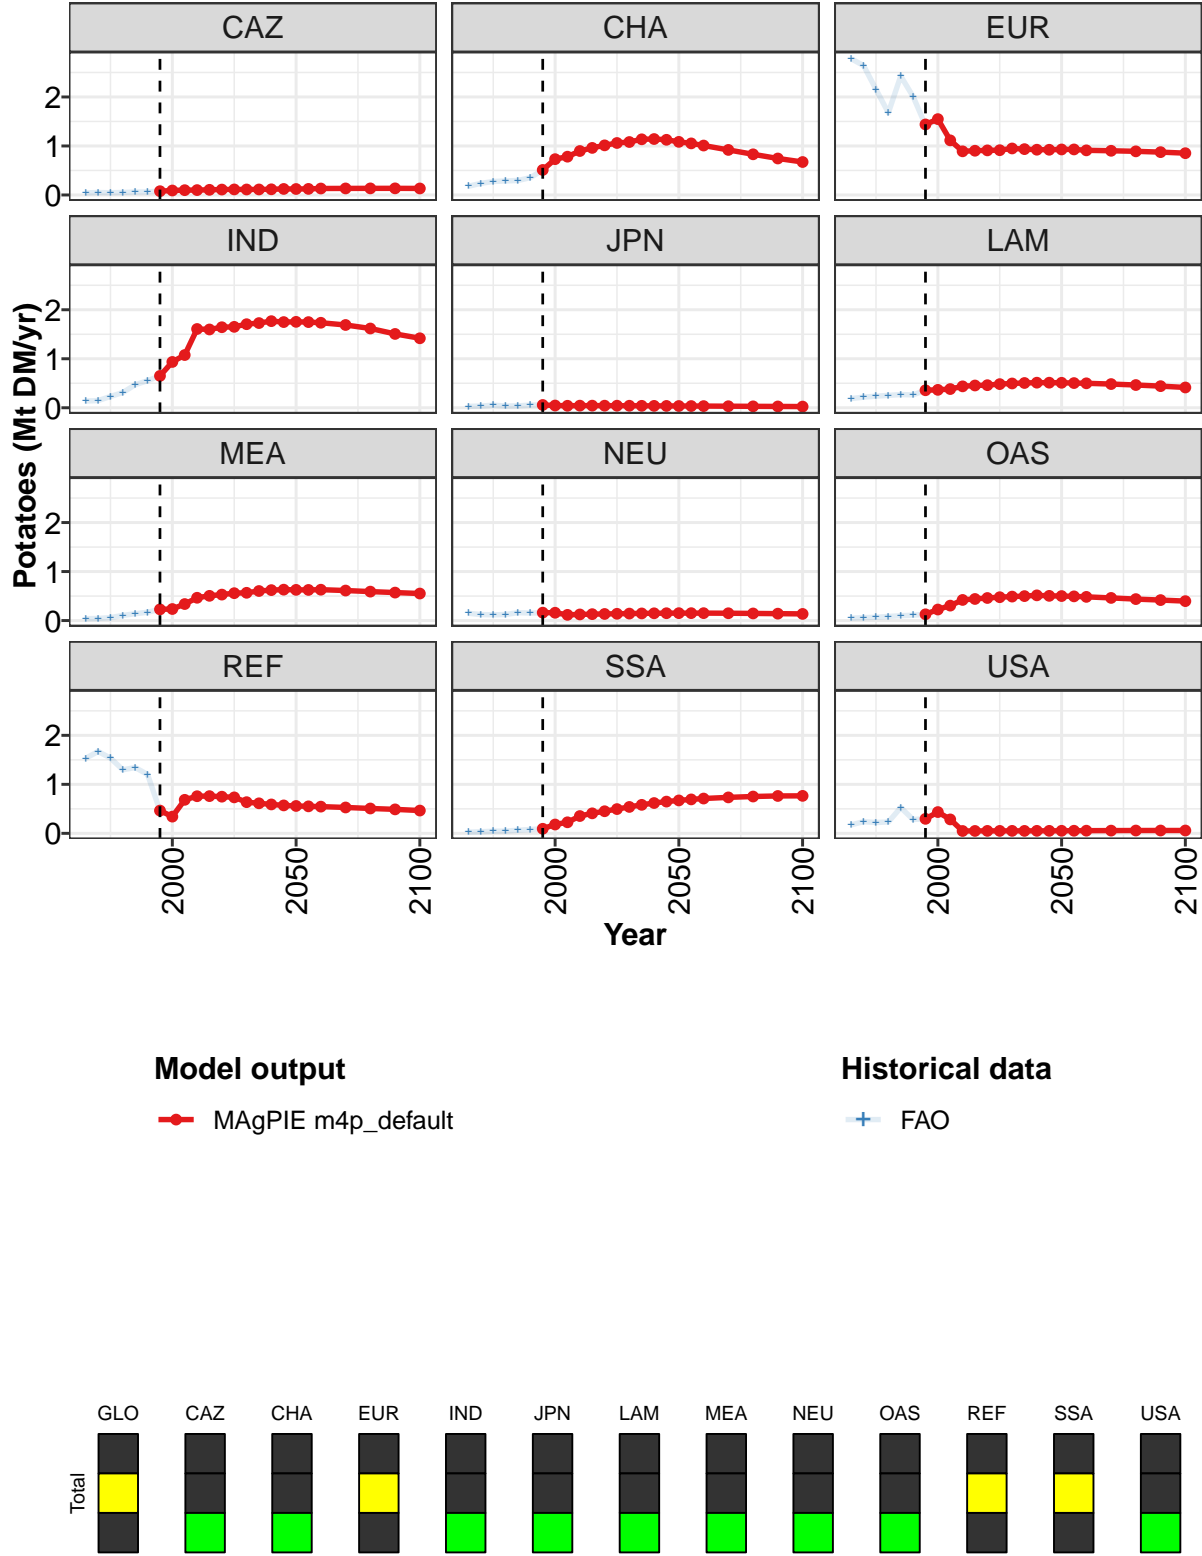 CAZ CHA EUR
2
1
0
IND JPN LAM
2
1
0
MEA NEU OAS
2
1
0
REF SSA USA
2
1
0
Potatoes (Mt DM/yr)
2000 2050 2100 2000 2050 2100 2000 2050 2100
Year
Model output Historical data
MAgPIE m4p_default FAO
GLO CAZ CHA EUR IND JPN LAM MEA NEU OAS REF SSA USA
Total